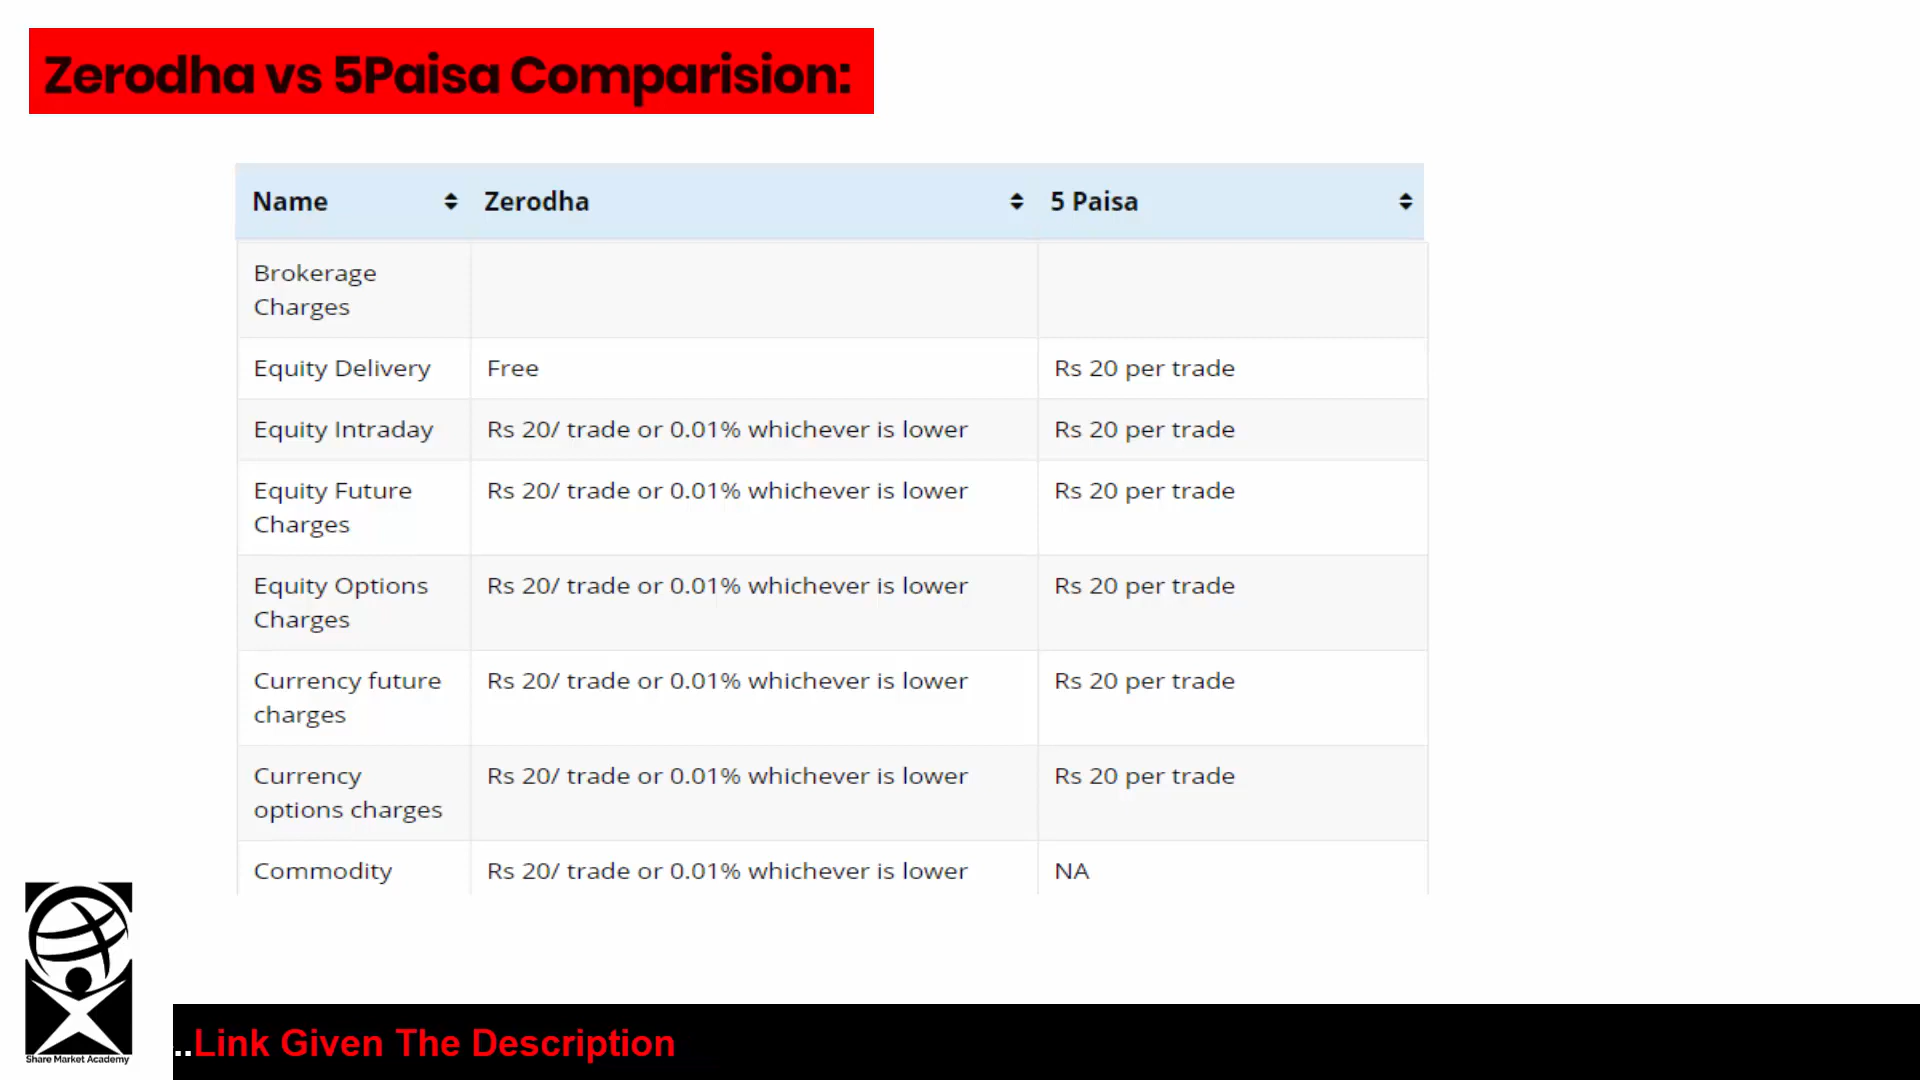 Zerodha vs 5Paisa Comparision:
Name Zerodha 5 Paisa
Brokerage
Charges
Equity Delivery Free Rs 20 per trade
Equity Intraday Rs 20/ trade or 0.01% whichever is lower Rs 20 per trade
Equity Future Rs 20/ trade or 0.01% whichever is lower Rs 20 per trade
Charges
Equity Options Rs 20/ trade or 0.01% whichever is lower Rs 20 per trade
Charges
Currency future Rs 20/ trade or 0.01% whichever is lower Rs 20 per trade
charges
Currency Rs 20/ trade or 0.01% whichever is lower Rs 20 per trade
options charges
Commodity Rs 20/ trade or 0.01% whichever is lower NA
Share Market Academy
..Link Given The Description